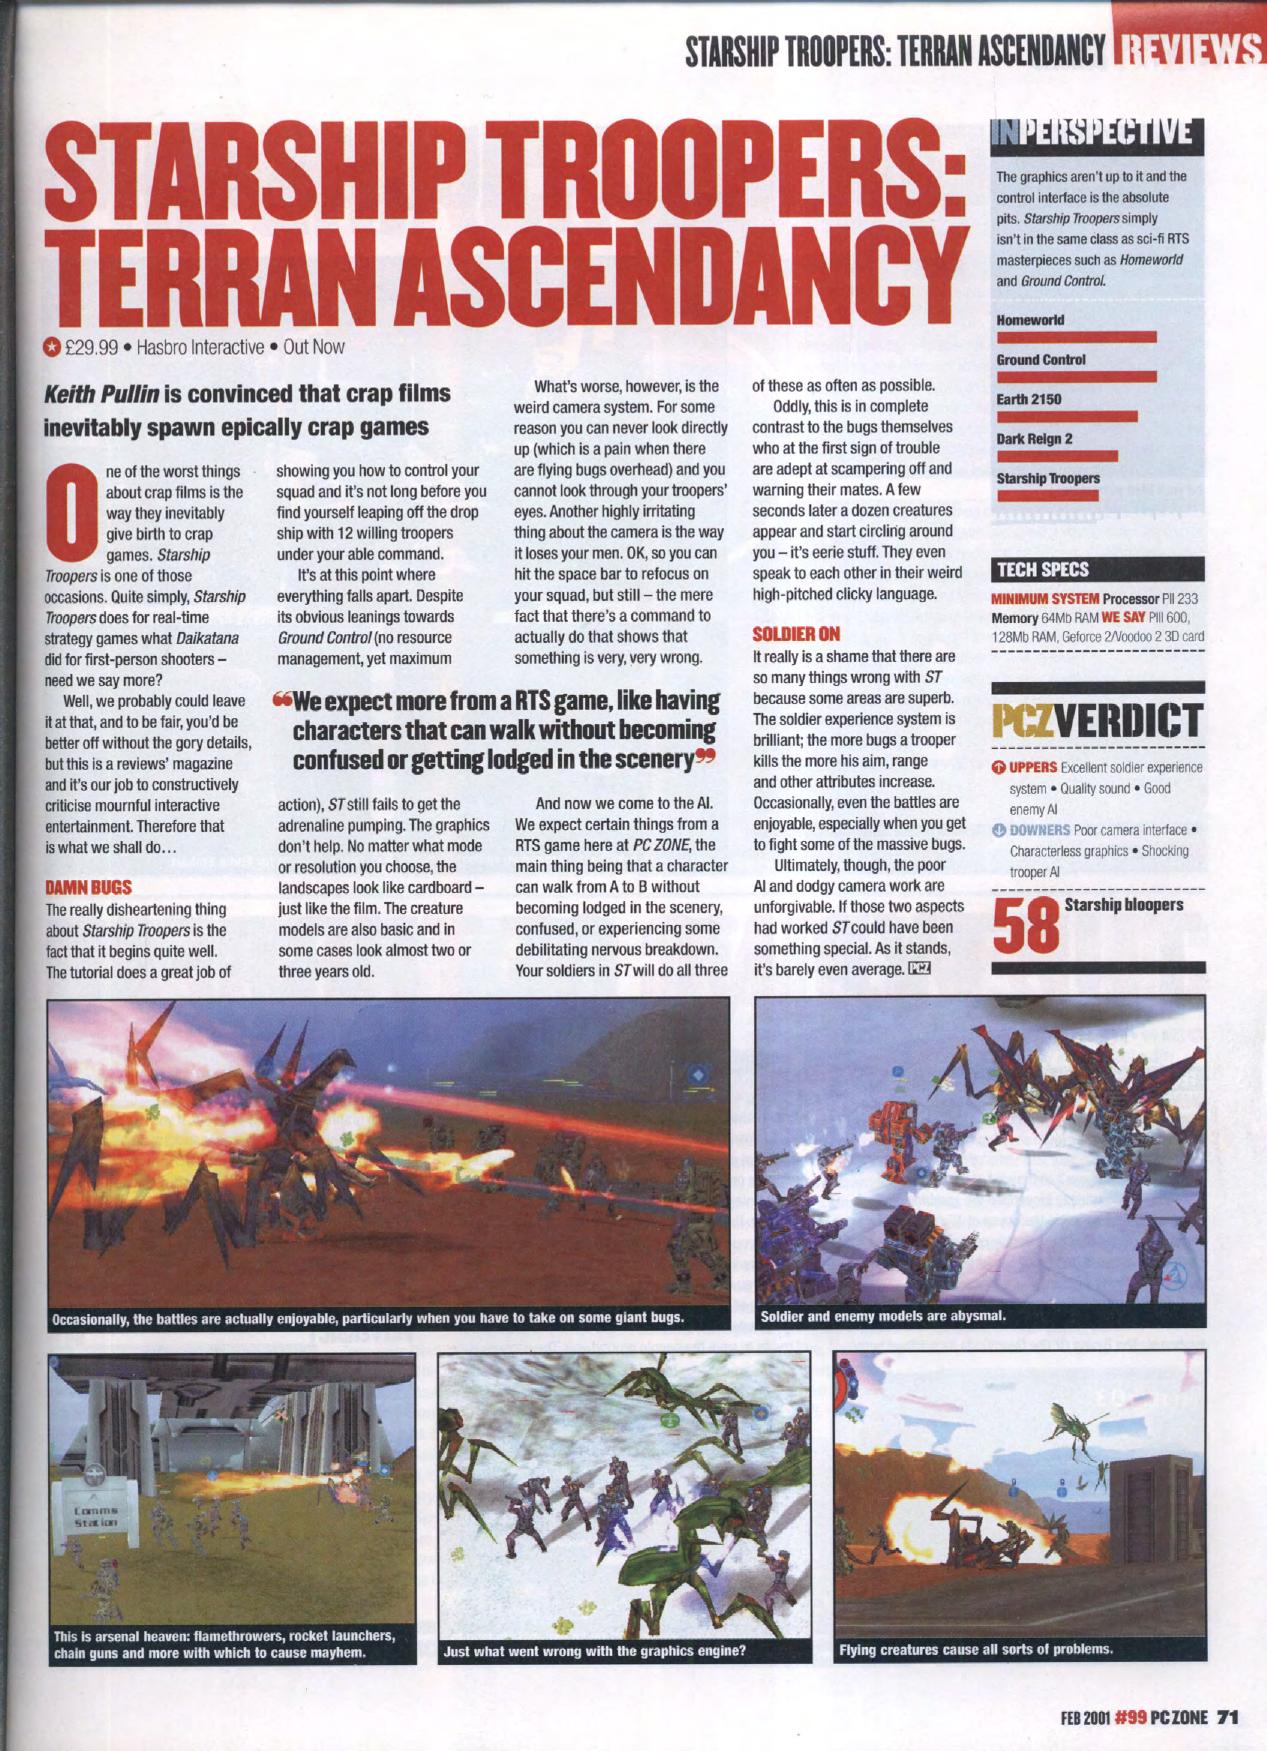 STARSHIP TROOPERS: TERRAN ASCENDANCY REVIEWS
STARSHIP TROOPERS:
TERRAN ASCENDANCY
£29.99 • Hasbro Interactive • Out Now
Keith Pullin is convinced that crap films
inevitably spawn epically crap games
One of the worst things
about crap films is the
way they inevitably
give birth to crap
games. Starship
Troopers is one of those
occasions. Quite simply, Starship
Troopers does for real-time
strategy games what Daikatana
did for first-person shooters –
need we say more?
Well, we probably could leave
it at that, and to be fair, you'd be
better off without the gory details,
but this is a reviews' magazine
and it's our job to constructively
criticise mournful interactive
entertainment. Therefore that
is what we shall do...
DAMN BUGS
The really disheartening thing
about Starship Troopers is the
fact that it begins quite well.
The tutorial does a great job of
showing you how to control your
squad and it's not long before you
find yourself leaping off the drop
ship with 12 willing troopers
under your able command.
It's at this point where
everything falls apart. Despite
its obvious leanings towards
Ground Control (no resource
management, yet maximum
action), ST still fails to get the
adrenaline pumping. The graphics
don't help. No matter what mode
or resolution you choose, the
landscapes look like cardboard –
just like the film. The creature
models are also basic and in
some cases look almost two or
three years old.
What's worse, however, is the
weird camera system. For some
reason you can never look directly
up (which is a pain when there
are flying bugs overhead) and you
cannot look through your troopers'
eyes. Another highly irritating
thing about the camera is the way
it loses your men. OK, so you can
hit the space bar to refocus on
your squad, but still – the mere
fact that there's a command to
actually do that shows that
something is very, very wrong.
“We expect more from a RTS game, like having
characters that can walk without becoming
confused or getting lodged in the scenery”
And now we come to the AI.
We expect certain things from a
RTS game here at PC ZONE, the
main thing being that a character
can walk from A to B without
becoming lodged in the scenery,
confused, or experiencing some
debilitating nervous breakdown.
Your soldiers in ST will do all three
of these as often as possible.
Oddly, this is in complete
contrast to the bugs themselves
who at the first sign of trouble
are adept at scampering off and
warning their mates. A few
seconds later a dozen creatures
appear and start circling around
you – it's eerie stuff. They even
speak to each other in their weird
high-pitched clicky language.
SOLDIER ON
It really is a shame that there are
so many things wrong with ST
because some areas are superb.
The soldier experience system is
brilliant; the more bugs a trooper
kills the more his aim, range
and other attributes increase.
Occasionally, even the battles are
enjoyable, especially when you get
to fight some of the massive bugs.
Ultimately, though, the poor
AI and dodgy camera work are
unforgivable. If those two aspects
had worked ST could have been
something special. As it stands,
it's barely even average. PCZ
INPERSPECTIVE
The graphics aren't up to it and the
control interface is the absolute
pits. Starship Troopers simply
isn't in the same class as sci-fi RTS
masterpieces such as Homeworld
and Ground Control.
Homeworld
Ground Control
Earth 2150
Dark Reign 2
Starship Troopers
TECH SPECS
MINIMUM SYSTEM Processor PII 233
Memory 64Mb RAM WE SAY PIII 600,
128Mb RAM, Geforce 2/Voodoo 2 3D card
PCZVERDICT
UPPERS Excellent soldier experience
system • Quality sound • Good
enemy AI
DOWNERS Poor camera interface •
Characterless graphics • Shocking
trooper AI
58 Starship bloopers
Occasionally, the battles are actually enjoyable, particularly when you have to take on some giant bugs.
Soldier and enemy models are abysmal.
Comms
Station
This is arsenal heaven: flamethrowers, rocket launchers,
chain guns and more with which to cause mayhem.
Just what went wrong with the graphics engine?
Flying creatures cause all sorts of problems.
FEB 2001 #99 PC ZONE 71